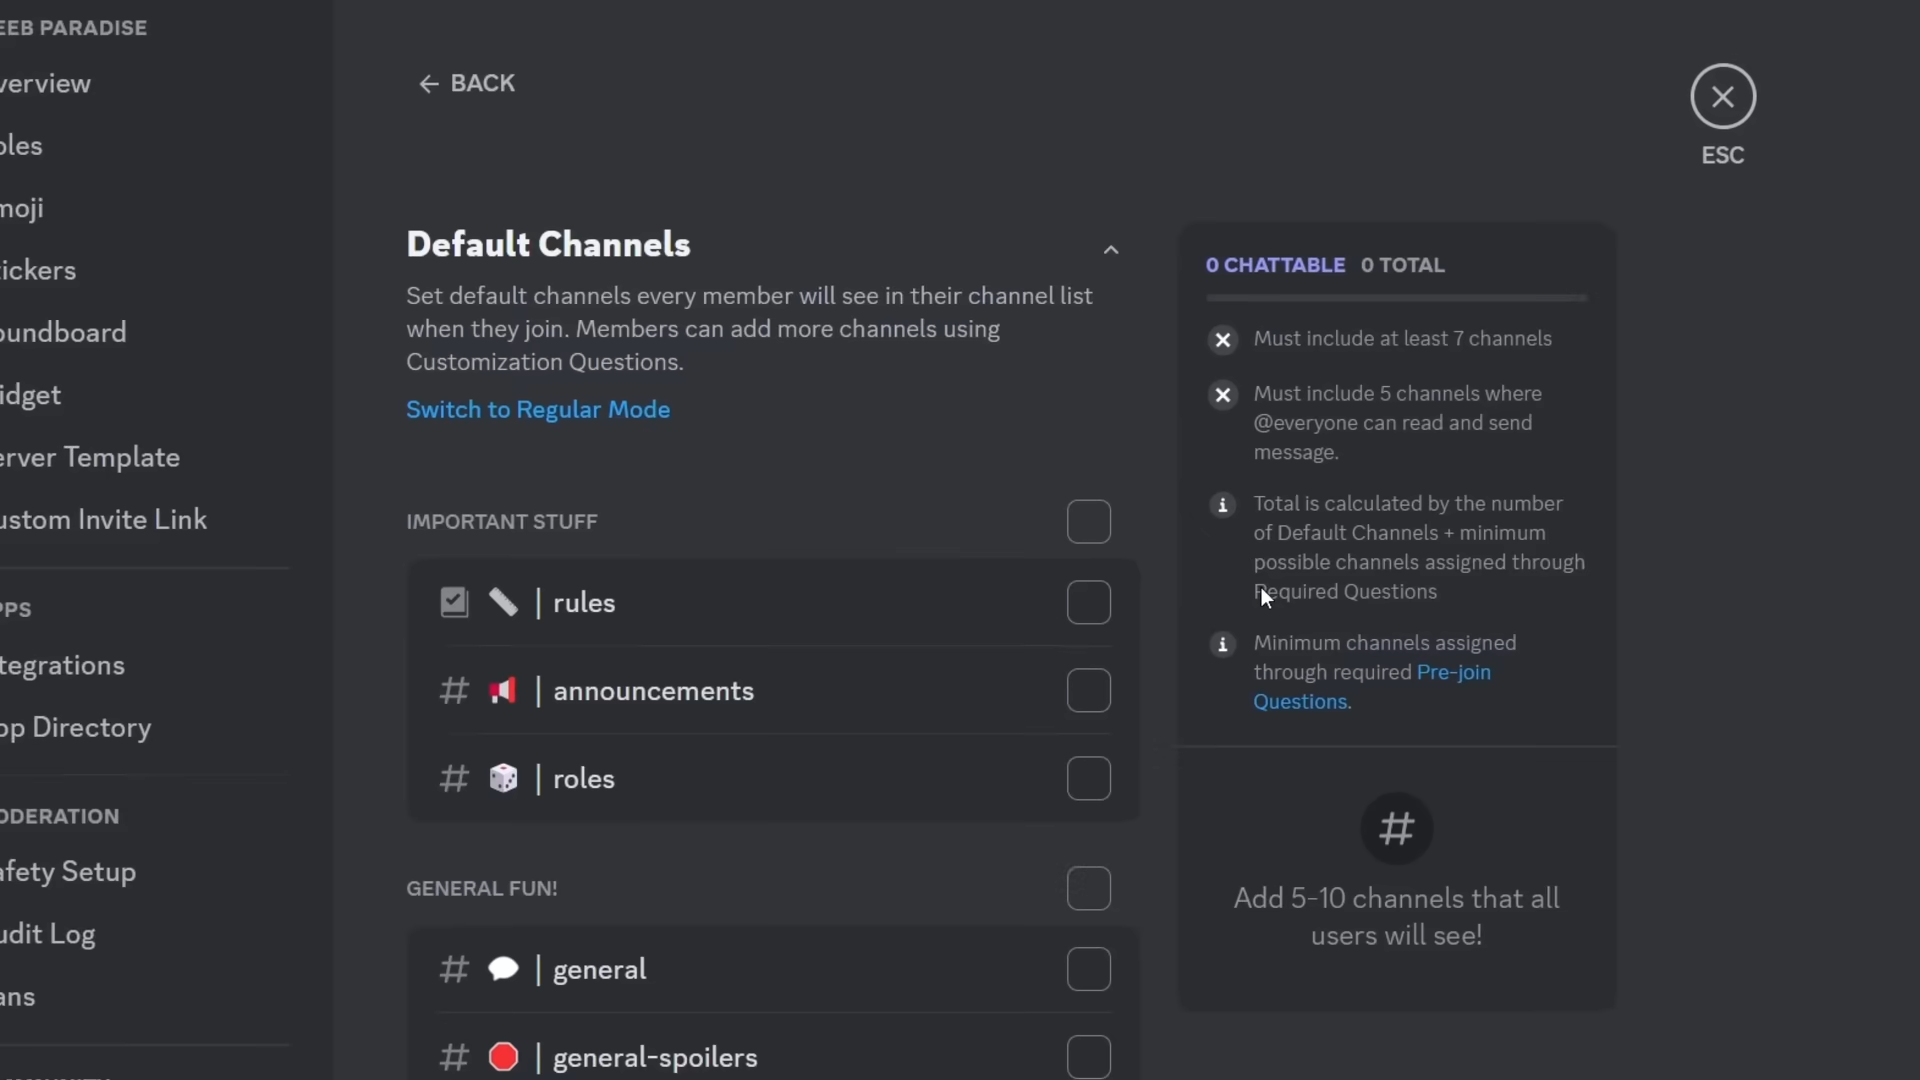 EEB PARADISE
verview
oles
moji
tickers
oundboard
idget
erver Template
ustom Invite Link
PPS
tegrations
pp Directory
ODERATION
afety Setup
udit Log
ans
← BACK
ESC
Default Channels
Set default channels every member will see in their channel list
when they join. Members can add more channels using
Customization Questions.
Switch to Regular Mode
IMPORTANT STUFF
| rules
# | announcements
# | roles
GENERAL FUN!
# | general
# | general-spoilers
0 CHATTABLE 0 TOTAL
Must include at least 7 channels
Must include 5 channels where
@everyone can read and send
message.
Total is calculated by the number
of Default Channels + minimum
possible channels assigned through
Required Questions
Minimum channels assigned
through required Pre-join
Questions.
#
Add 5-10 channels that all
users will see!